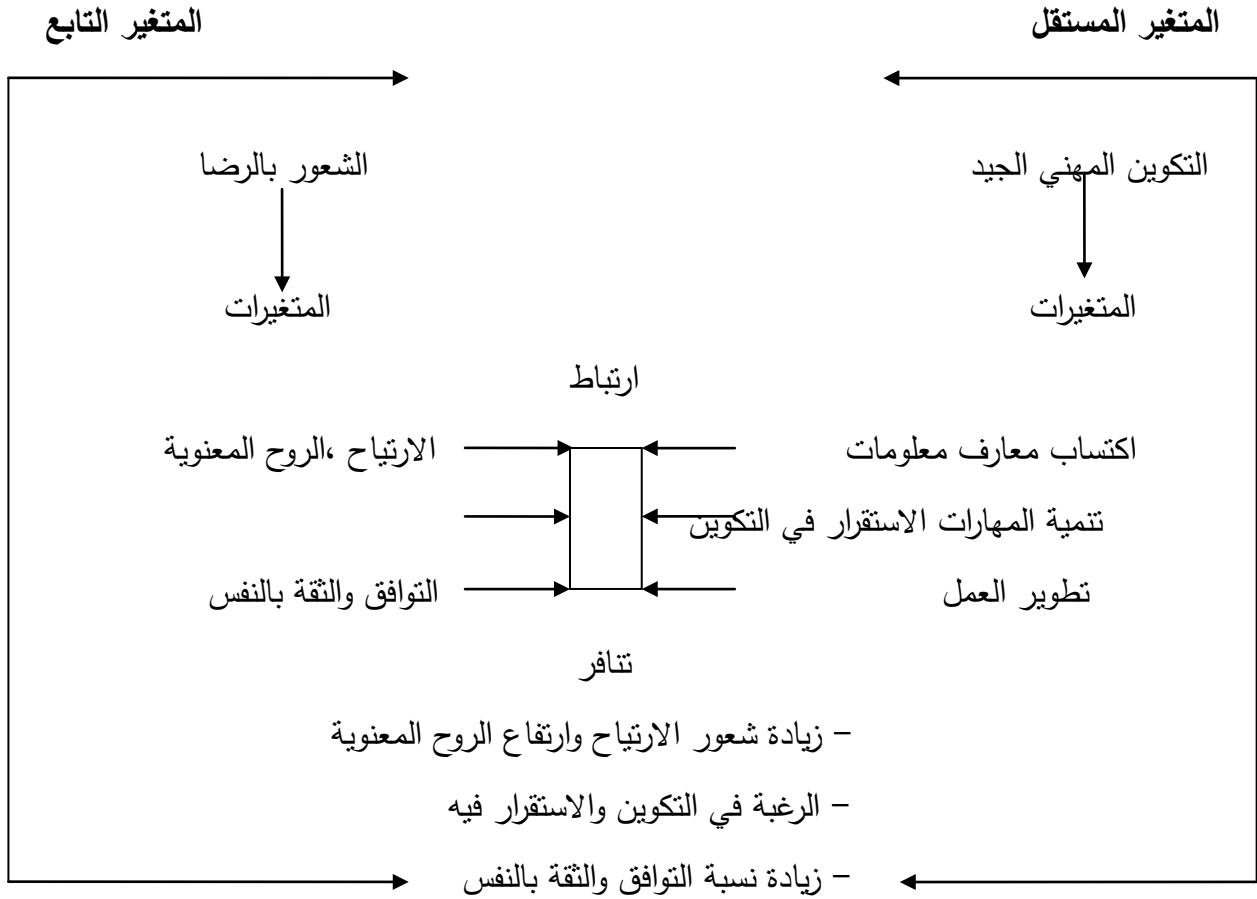 المتغير المستقل المتغير التابع
التكوين المهني الجيد الشعور بالرضا
المتغيرات المتغيرات
ارتباط
اكتساب معارف معلومات الارتياح ،الروح المعنوية
تتمية المهارات الاستقرار في التكوين
تطوير العمل التوافق والثقة بالنفس
تنافر
– زيادة شعور الارتياح وارتفاع الروح المعنوية
– الرغبة في التكوين والاستقرار فيه
– زيادة نسبة التوافق والثقة بالنفس